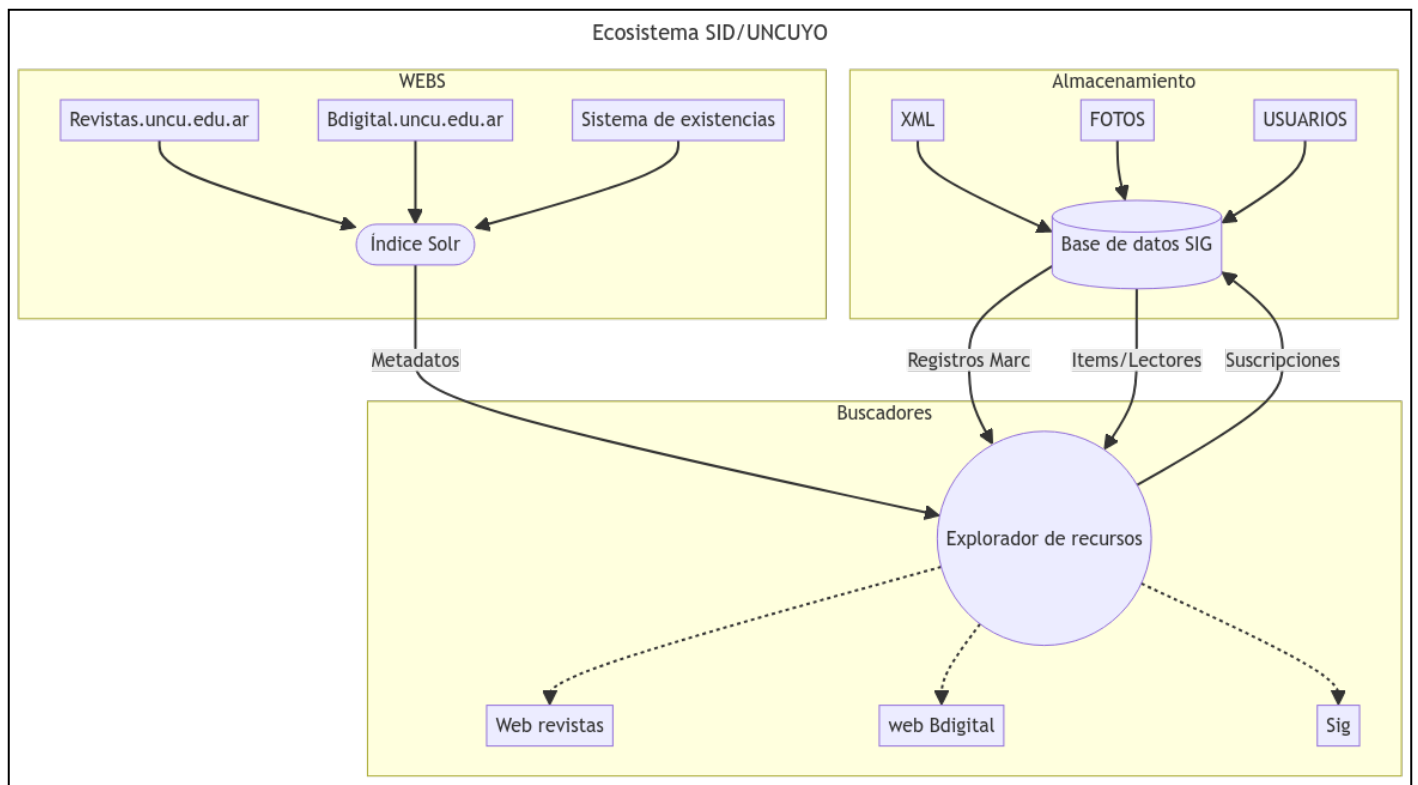 Ecosistema SID/UNCUYO
WEBS
Revistas.uncu.edu.ar
Bdigital.uncu.edu.ar
Sistema de existencias
Índice Solr
Almacenamiento
XML
FOTOS
USUARIOS
Base de datos SIG
Metadatos
Registros Marc
Items/Lectores
Suscripciones
Buscadores
Explorador de recursos
Web revistas
web Bdigital
Sig